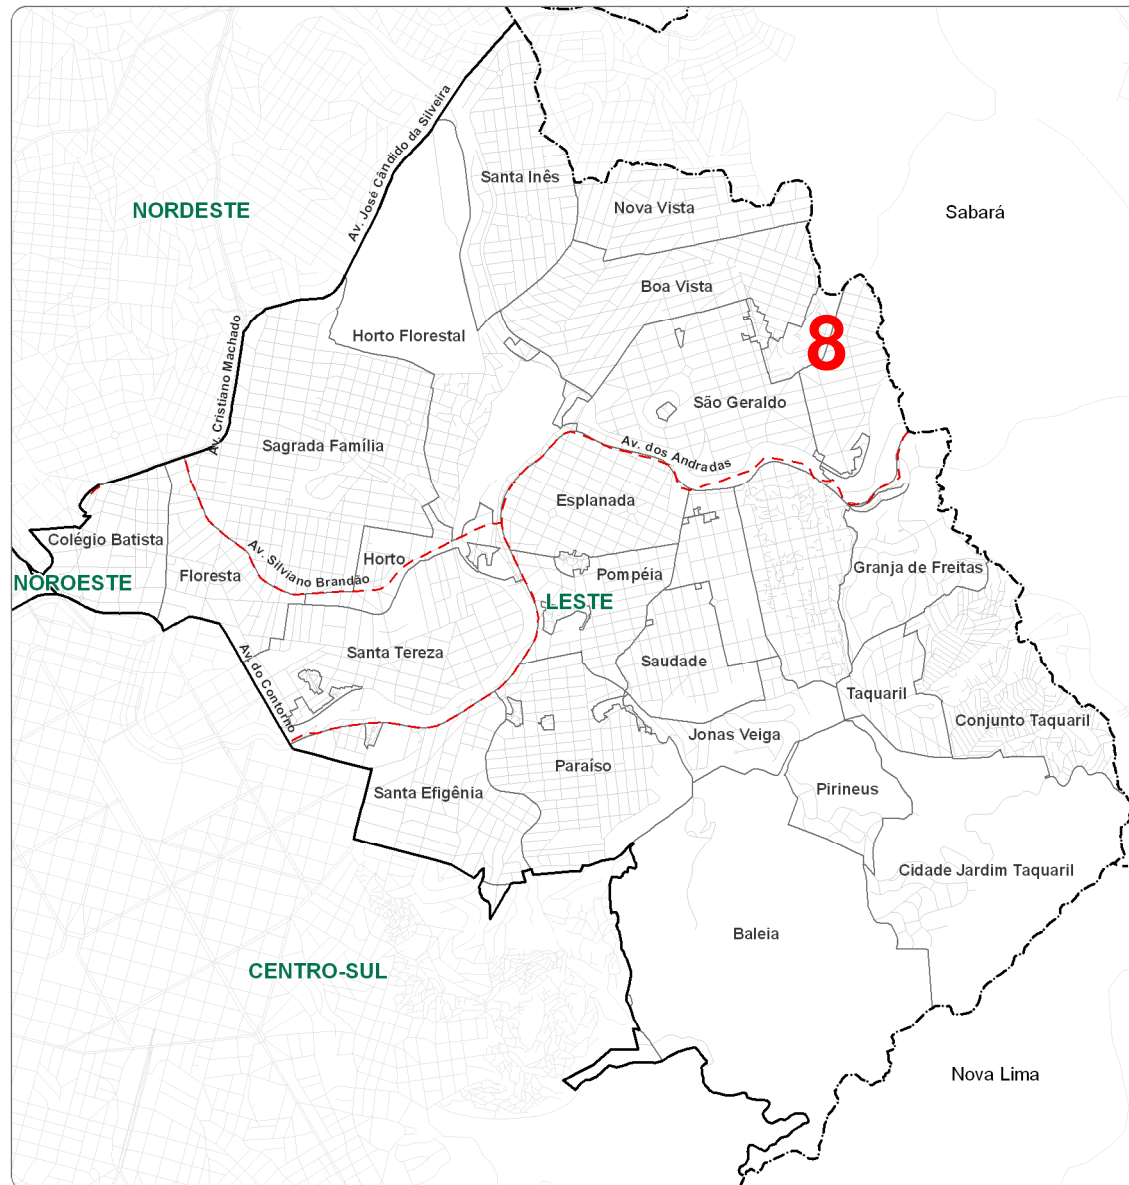 Av. José Cândido da Silveira
Santa Inês
NORDESTE
Nova Vista
Sabará
Boa Vista
Horto Florestal
8
Av. Cristiano Machado
São Geraldo
Sagrada Família
Av. dos Andradas
Esplanada
Colégio Batista
Horto
Av. Silviano Brandão
Granja de Freitas
Floresta
Pompéia
NOROESTE
LESTE
Santa Tereza
Saudade
Av. do Contorno
Taquaril
Conjunto Taquaril
Jonas Veiga
Paraíso
Pirineus
Santa Efigênia
Cidade Jardim Taquaril
Baleia
CENTRO-SUL
Nova Lima